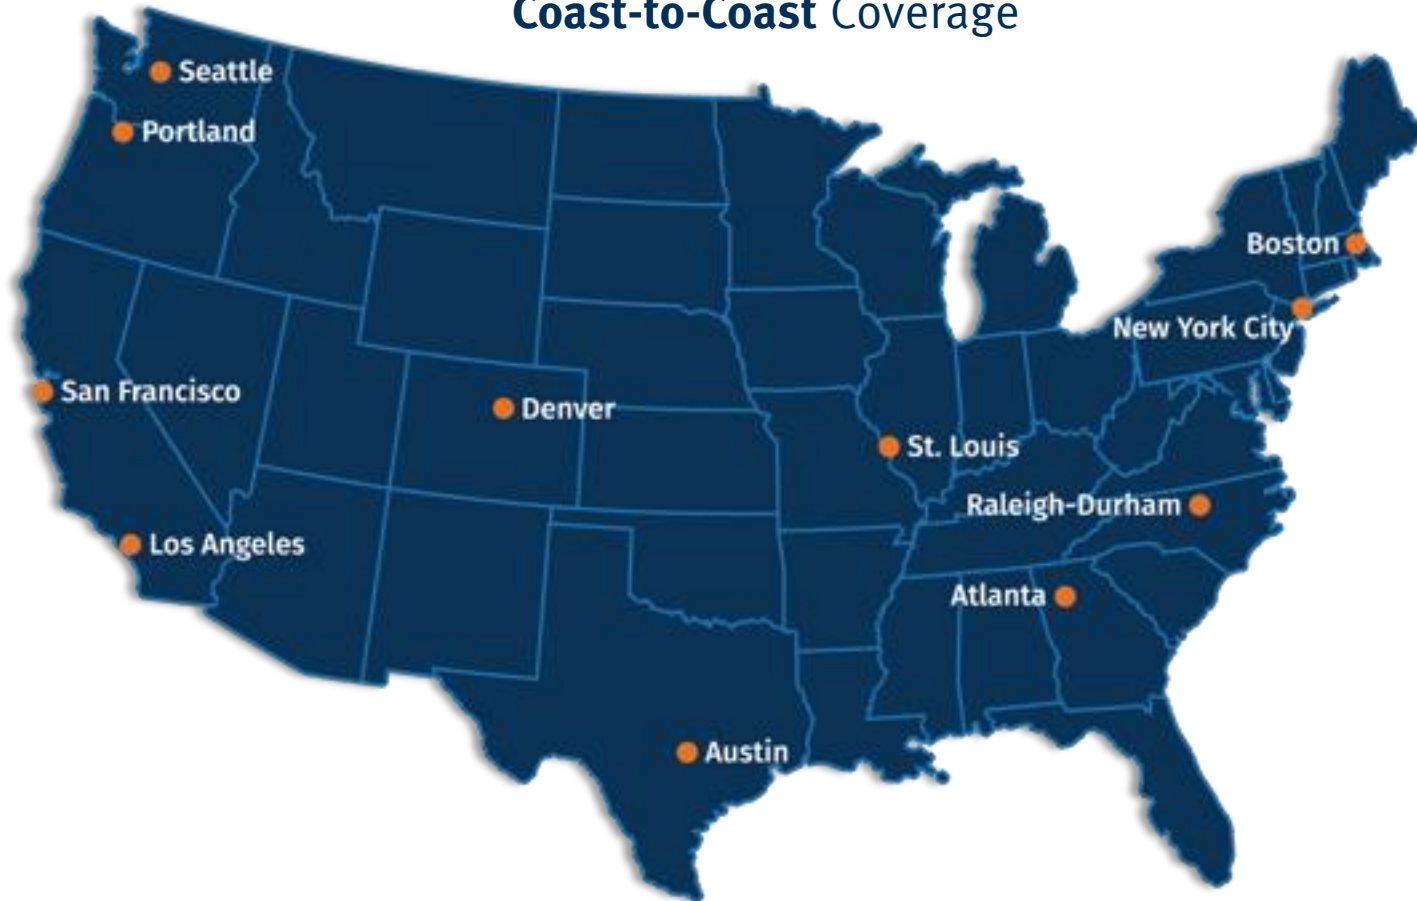 Coast-to-Coast Coverage
Seattle
Portland
Boston
New York City
San Francisco
Denver
St. Louis
Raleigh-Durham
Los Angeles
Atlanta
Austin